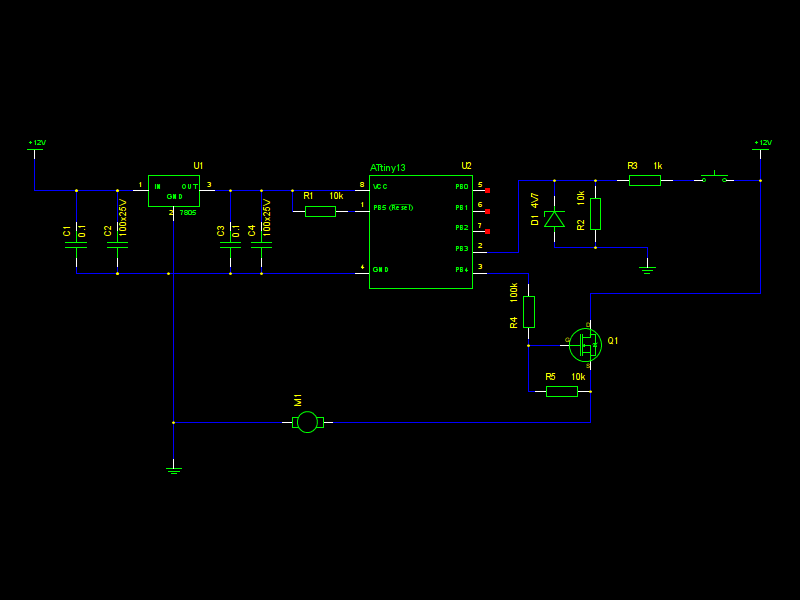 +12V
+12V
U1
ATtiny13
U2
R3 1k
1
IN
OUT
3
GND
2
7805
8
VCC
PB0
5
R1 10k
1
PB5 (Reset)
PB1
6
PB2
7
PB3
2
4
GND
PB4
3
C1
0.1
C2
100x25V
C3
0.1
C4
100x25V
D1
4V7
R2
10k
R4
100k
D
G
S
Q1
R5 10k
M1